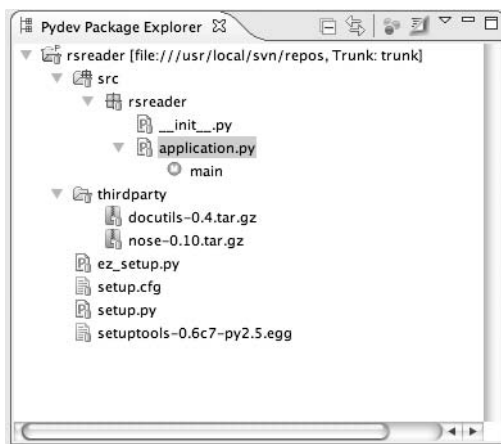 Pydev Package Explorer
rsreader [file:///usr/local/svn/repos, Trunk: trunk]
src
rsreader
__init__.py
application.py
main
thirdparty
docutils-0.4.tar.gz
nose-0.10.tar.gz
ez_setup.py
setup.cfg
setup.py
setuptools-0.6c7-py2.5.egg